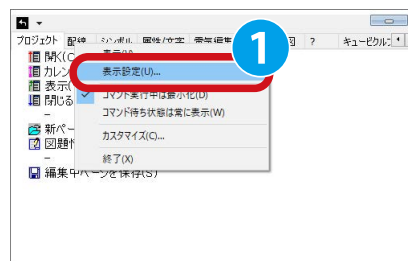 プロジェクト 配線 シンボル 属性/文字 ? キュービクル
1
表示設定(U)...
コマンド実行中は最小化(D)
コマンド待ち状態は常に表示(W)
カスタマイズ(C)...
終了(X)
開く(O
カレン
表示(
閉じる
新ペー
図題
編集中ページを保存(S)